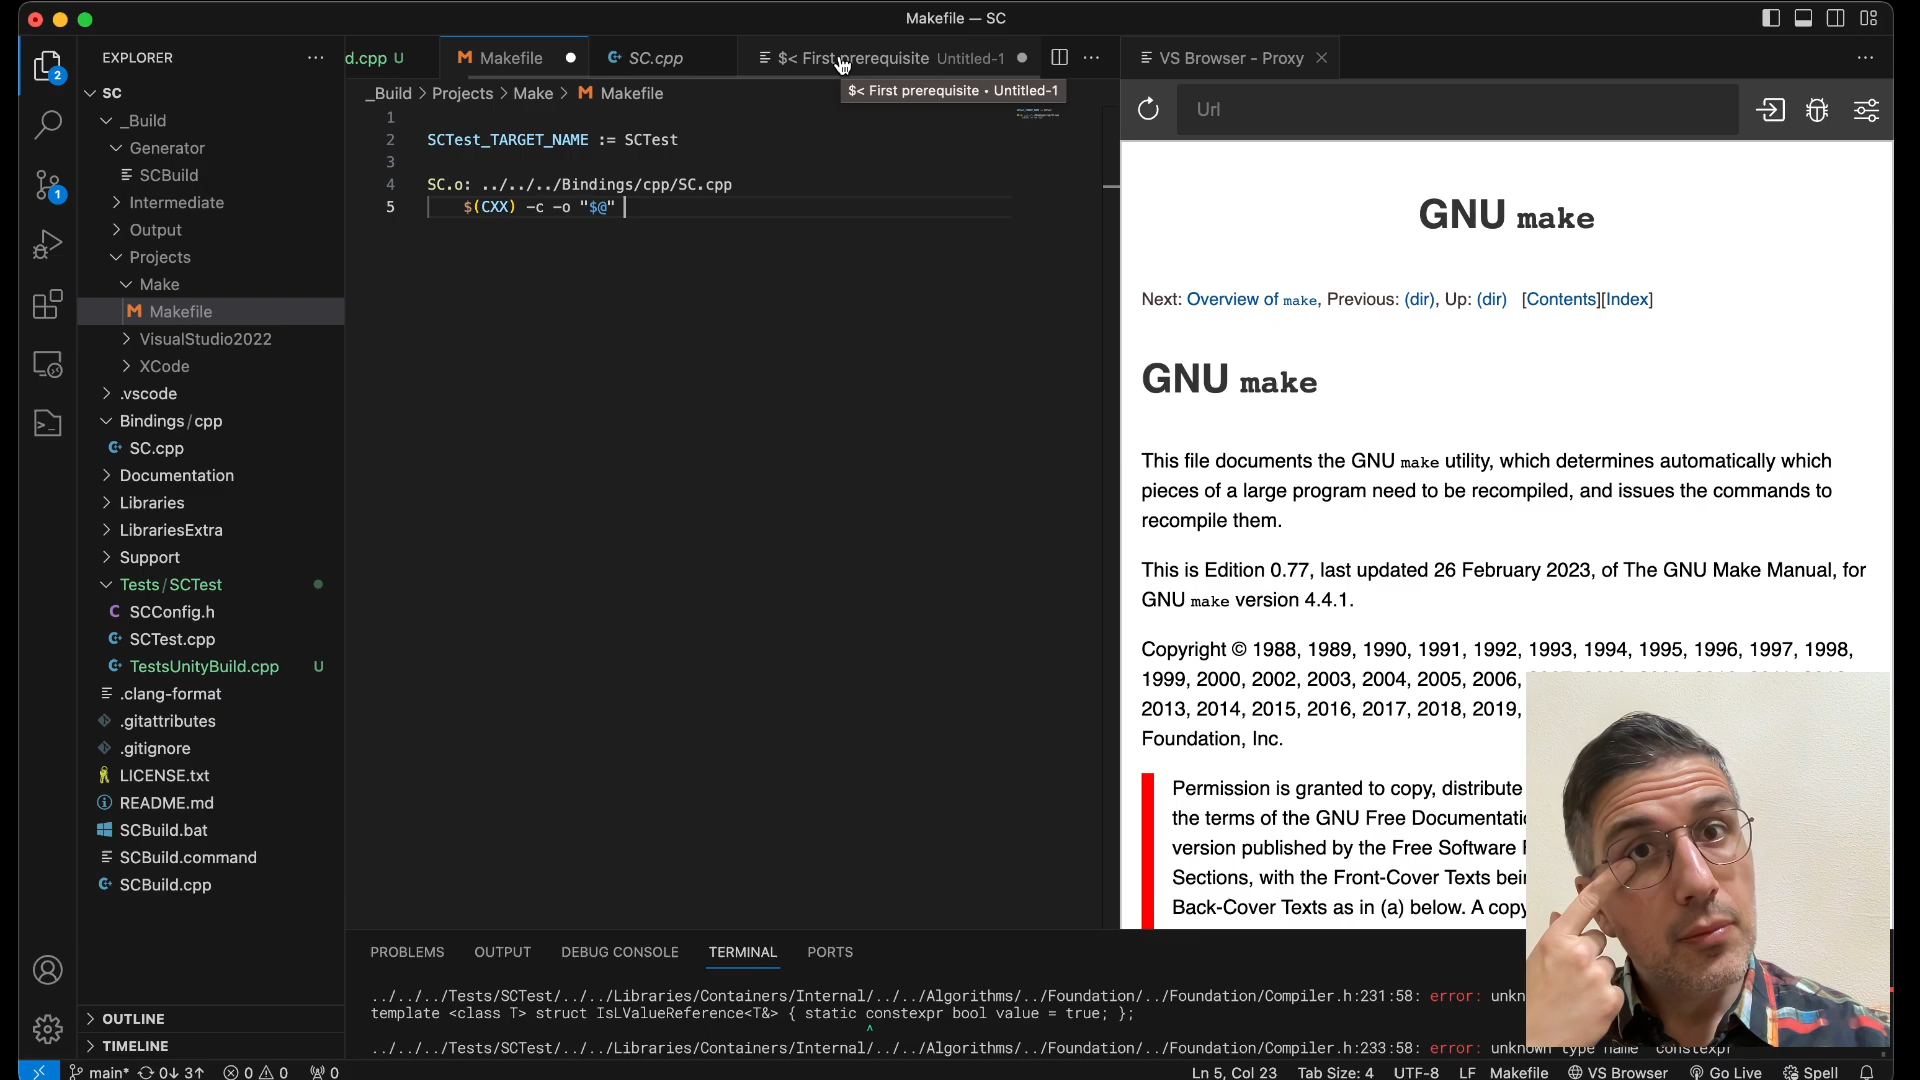 Makefile — SC
EXPLORER
SC
_Build
Generator
SCBuild
Intermediate
Output
Projects
Make
Makefile
VisualStudio2022
XCode
.vscode
Bindings/cpp
SC.cpp
Documentation
Libraries
LibrariesExtra
Support
Tests/SCTest
SCConfig.h
SCTest.cpp
TestsUnityBuild.cpp U
.clang-format
.gitattributes
.gitignore
LICENSE.txt
README.md
SCBuild.bat
SCBuild.command
SCBuild.cpp
OUTLINE
TIMELINE
2
1
d.cpp U
Makefile
SC.cpp
$< First prerequisite Untitled-1
_Build > Projects > Make > Makefile
$< First prerequisite • Untitled-1
1
2 SCTest_TARGET_NAME := SCTest
3
4 SC.o: ../../../Bindings/cpp/SC.cpp
5 $(CXX) -c -o "$@"
VS Browser - Proxy
Url
GNU make
Next: Overview of make, Previous: (dir), Up: (dir) [Contents][Index]
GNU make
This file documents the GNU make utility, which determines automatically which
pieces of a large program need to be recompiled, and issues the commands to
recompile them.
This is Edition 0.77, last updated 26 February 2023, of The GNU Make Manual, for
GNU make version 4.4.1.
Copyright © 1988, 1989, 1990, 1991, 1992, 1993, 1994, 1995, 1996, 1997, 1998,
1999, 2000, 2002, 2003, 2004, 2005, 2006,
2013, 2014, 2015, 2016, 2017, 2018, 2019,
Foundation, Inc.
Permission is granted to copy, distribute
the terms of the GNU Free Documentatio
version published by the Free Software F
Sections, with the Front-Cover Texts bein
Back-Cover Texts as in (a) below. A copy
PROBLEMS OUTPUT DEBUG CONSOLE TERMINAL PORTS
../../../Tests/SCTest/../../Libraries/Containers/Internal/../../Algorithms/../Foundation/../Foundation/Compiler.h:231:58: error: unkn
template <class T> struct IsLValueReference<T&> { static constexpr bool value = true; };
^
../../../Tests/SCTest/../../Libraries/Containers/Internal/../../Algorithms/../Foundation/../Foundation/Compiler.h:233:58: error: unknown type name 'constexpr'
main* 0↓ 3↑ 0 0 0
Ln 5, Col 23 Tab Size: 4 UTF-8 LF Makefile VS Browser Go Live Spell